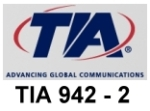 TIA
ADVANCING GLOBAL COMMUNICATIONS
TIA 942 - 2